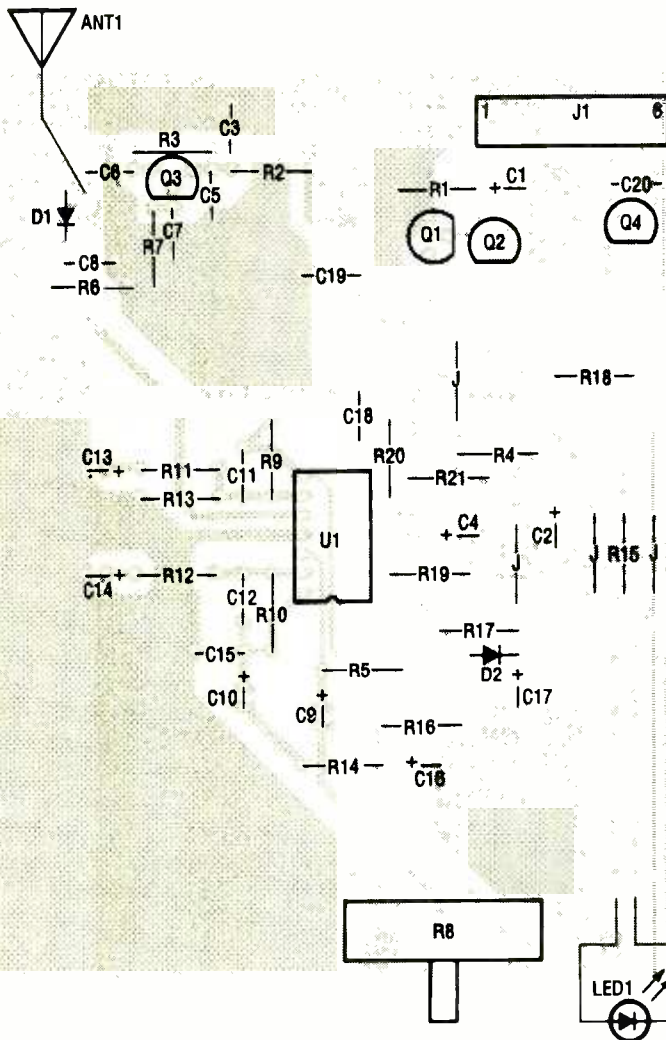 ANT1
1 J1 6
C3
R3
C6 Q3 C5 R2
R1 + C1 C20
D1 R7 C7 Q1 Q2 Q4
C8
R6 C19
J R18
C18
C13 + R11 C11 R9 R20 R4
R21
R13
U1 + C4 C2 +
J R15 J
C14 + R12 C12 R10 R19 J
R17
C15 R5 D2
C10 + C9 + + C17
R16
R14 + C16
R8
LED1